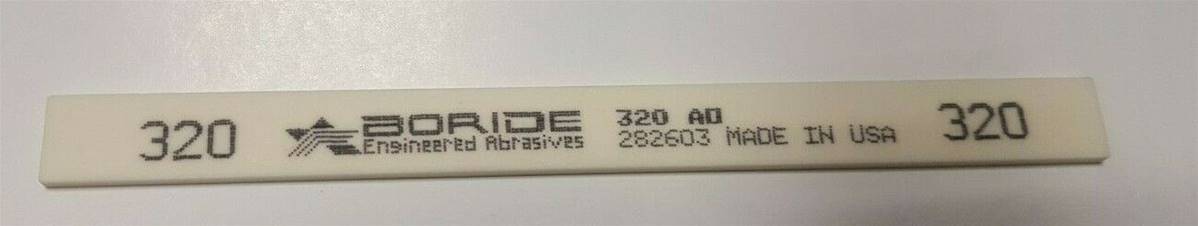 320
BORIDE
Engineered Abrasives
320 AO
282603 MADE IN USA
320